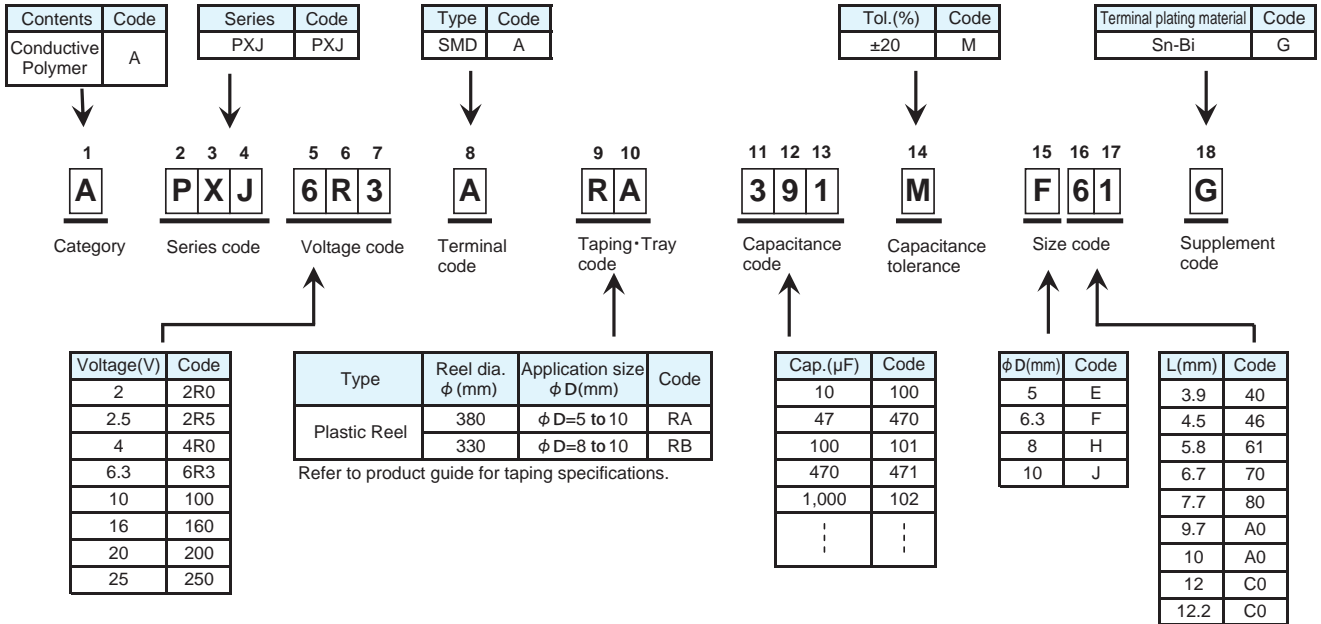 Contents Code
Conductive Polymer A
Series Code
PXJ PXJ
Type Code
SMD A
Tol.(%) Code
±20 M
Terminal plating material Code
Sn-Bi G
1 2 3 4 5 6 7 8 9 10 11 12 13 14 15 16 17 18
A P X J 6 R 3 A R A 3 9 1 M F 6 1 G
Category
Series code
Voltage code
Terminal
code
Taping・Tray
code
Capacitance
code
Capacitance
tolerance
Size code
Supplement
code
Voltage(V) Code
2 2R0
2.5 2R5
4 4R0
6.3 6R3
10 100
16 160
20 200
25 250
Type Reel dia. φ (mm) Application size φ D(mm) Code
Plastic Reel 380 φ D=5 to 10 RA
330 φ D=8 to 10 RB
Refer to product guide for taping specifications.
Cap.(µF) Code
10 100
47 470
100 101
470 471
1,000 102
φ D(mm) Code
5 E
6.3 F
8 H
10 J
L(mm) Code
3.9 40
4.5 46
5.8 61
6.7 70
7.7 80
9.7 A0
10 A0
12 C0
12.2 C0